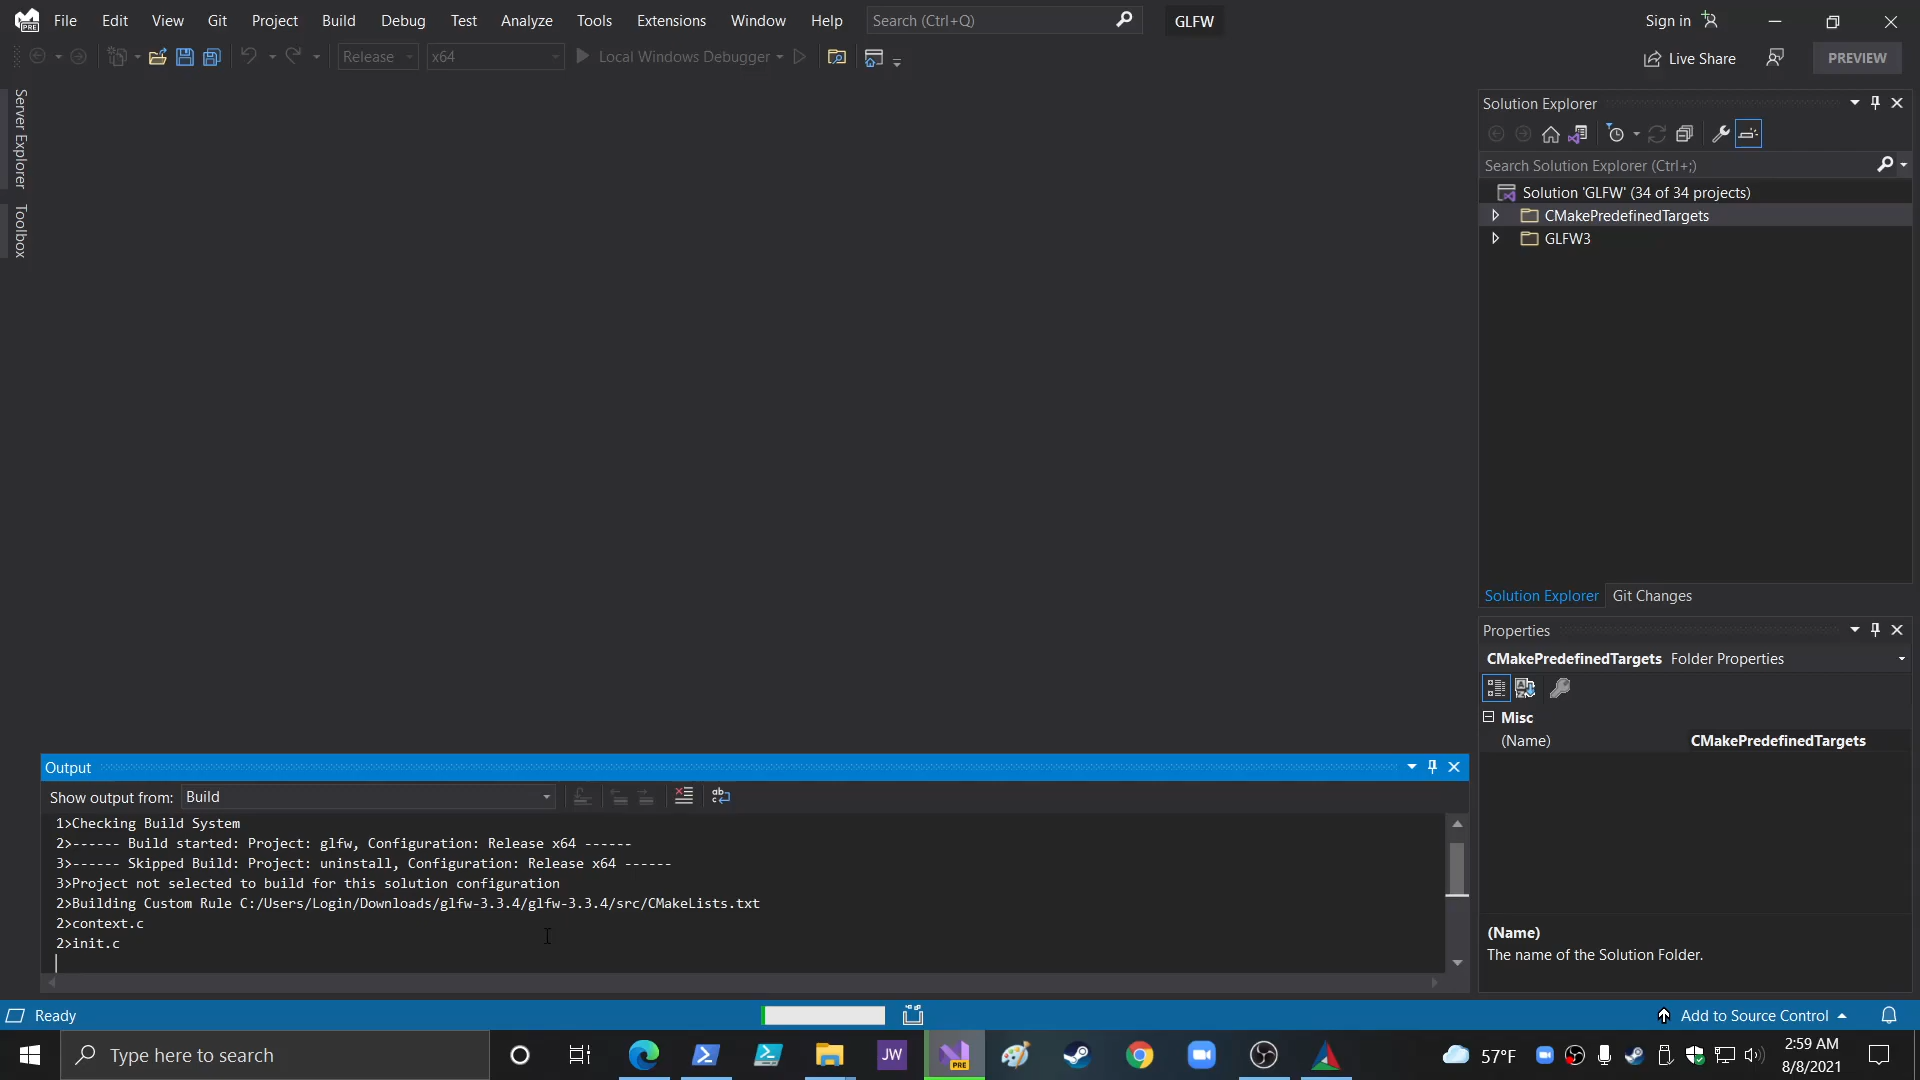 File Edit View Git Project Build Debug Test Analyze Tools Extensions Window Help Search (Ctrl+Q) GLFW Sign in
Release x64 Local Windows Debugger Live Share PREVIEW
Server Explorer
Toolbox
Solution Explorer
Search Solution Explorer (Ctrl+;)
Solution 'GLFW' (34 of 34 projects)
CMakePredefinedTargets
GLFW3
Solution Explorer Git Changes
Properties
CMakePredefinedTargets Folder Properties
Misc
(Name) CMakePredefinedTargets
(Name)
The name of the Solution Folder.
Output
Show output from: Build
1>Checking Build System
2>------ Build started: Project: glfw, Configuration: Release x64 ------
3>------ Skipped Build: Project: uninstall, Configuration: Release x64 ------
3>Project not selected to build for this solution configuration
2>Building Custom Rule C:/Users/Login/Downloads/glfw-3.3.4/glfw-3.3.4/src/CMakeLists.txt
2>context.c
2>init.c
Ready Add to Source Control
Type here to search JW PRE 57°F 2:59 AM
8/8/2021